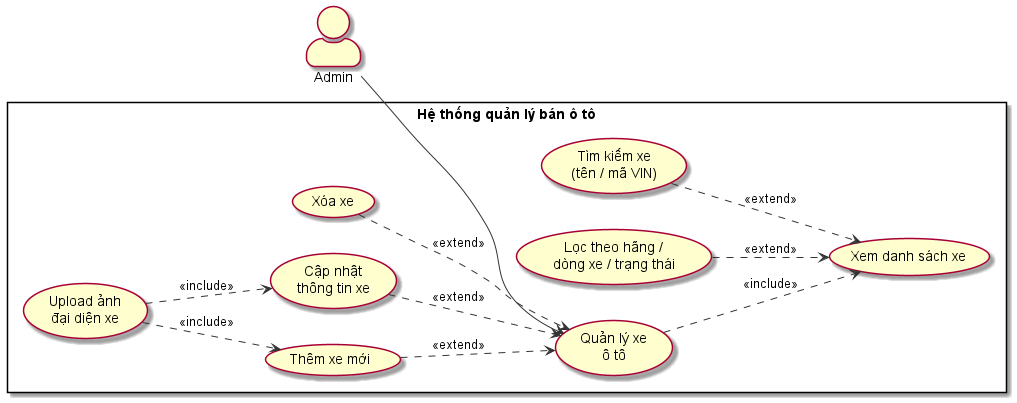 Admin
Hệ thống quản lý bán ô tô
Tìm kiếm xe
(tên / mã VIN)
«extend»
Xóa xe
«extend»
Lọc theo hãng /
dòng xe / trạng thái
«extend»
Xem danh sách xe
Cập nhật
thông tin xe
«include»
«include»
Upload ảnh
đại diện xe
«extend»
«include»
Quản lý xe
ô tô
Thêm xe mới
«extend»